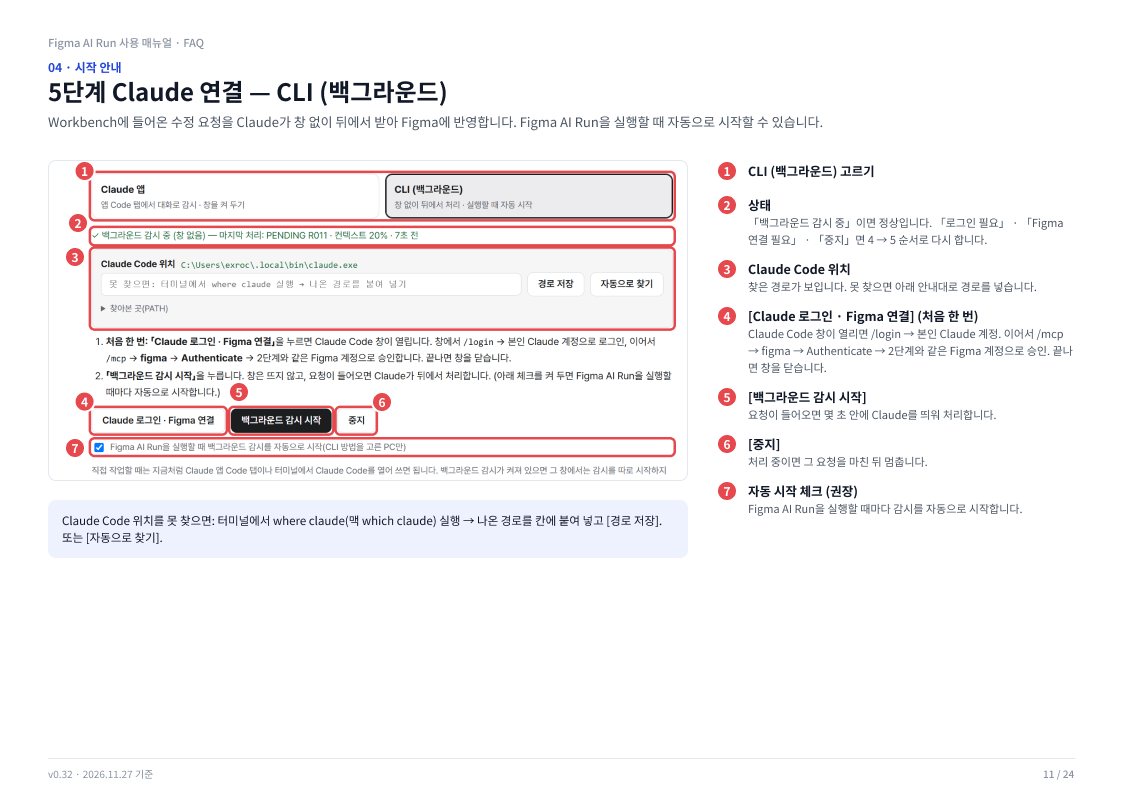 Figma AI Run 사용 매뉴얼 · FAQ
04 · 시작 안내
5단계 Claude 연결 — CLI (백그라운드)
Workbench에 들어온 수정 요청을 Claude가 창 없이 뒤에서 받아 Figma에 반영합니다. Figma AI Run을 실행할 때 자동으로 시작할 수 있습니다.
1
Claude 앱
앱 Code 탭에서 대화로 감시 · 창을 켜 두기
CLI (백그라운드)
창 없이 뒤에서 처리 · 실행할 때 자동 시작
2
✓ 백그라운드 감시 중 (창 없음) — 마지막 처리: PENDING R011 · 컨텍스트 20% · 7초 전
3
Claude Code 위치 C:\Users\exroc\.local\bin\claude.exe
못 찾으면: 터미널에서 where claude 실행 → 나온 경로를 붙여 넣기
경로 저장
자동으로 찾기
▶ 찾아본 곳(PATH)
1. 처음 한 번: 「Claude 로그인 · Figma 연결」을 누르면 Claude Code 창이 열립니다. 창에서 /login → 본인 Claude 계정으로 로그인, 이어서
/mcp → figma → Authenticate → 2단계와 같은 Figma 계정으로 승인합니다. 끝나면 창을 닫습니다.
2. 「백그라운드 감시 시작」을 누릅니다. 창은 뜨지 않고, 요청이 들어오면 Claude가 뒤에서 처리합니다. (아래 체크를 켜 두면 Figma AI Run을 실행할
때마다 자동으로 시작합니다.)
5
4
6
Claude 로그인 · Figma 연결
백그라운드 감시 시작
중지
7
Figma AI Run을 실행할 때 백그라운드 감시를 자동으로 시작(CLI 방법을 고른 PC만)
직접 작업할 때는 지금처럼 Claude 앱 Code 탭이나 터미널에서 Claude Code를 열어 쓰면 됩니다. 백그라운드 감시가 켜져 있으면 그 창에서는 감시를 따로 시작하지
Claude Code 위치를 못 찾으면: 터미널에서 where claude(맥 which claude) 실행 → 나온 경로를 칸에 붙여 넣고 [경로 저장].
또는 [자동으로 찾기].
1 CLI (백그라운드) 고르기
2 상태
「백그라운드 감시 중」이면 정상입니다. 「로그인 필요」 · 「Figma
연결 필요」 · 「중지」면 4 → 5 순서로 다시 합니다.
3 Claude Code 위치
찾은 경로가 보입니다. 못 찾으면 아래 안내대로 경로를 넣습니다.
4 [Claude 로그인 · Figma 연결] (처음 한 번)
Claude Code 창이 열리면 /login → 본인 Claude 계정. 이어서 /mcp
→ figma → Authenticate → 2단계와 같은 Figma 계정으로 승인. 끝나
면 창을 닫습니다.
5 [백그라운드 감시 시작]
요청이 들어오면 몇 초 안에 Claude를 띄워 처리합니다.
6 [중지]
처리 중이면 그 요청을 마친 뒤 멈춥니다.
7 자동 시작 체크 (권장)
Figma AI Run을 실행할 때마다 감시를 자동으로 시작합니다.
v0.32 · 2026.11.27 기준
11 / 24